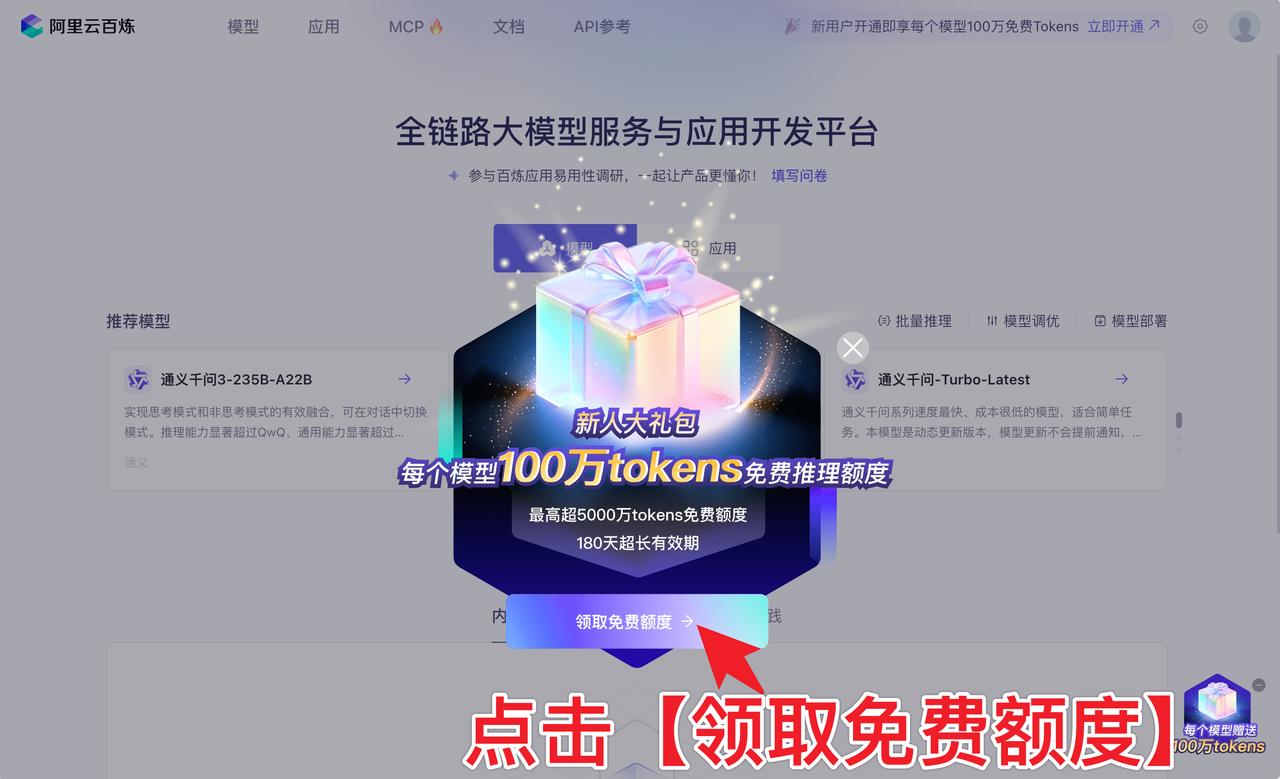 阿里云百炼
模型
应用
MCP
文档
API参考
新用户开通即享每个模型100万免费Tokens 立即开通
全链路大模型服务与应用开发平台
参与百炼应用易用性调研，一起让产品更懂你！ 填写问卷
模型
应用
推荐模型
批量推理
模型调优
模型部署
通义千问3-235B-A22B
实现思考模式和非思考模式的有效融合，可在对话中切换
模式。推理能力显著超过QwQ、通用能力显著超过...
通义
通义千问-Turbo-Latest
通义千问系列速度最快、成本很低的模型，适合简单任
务。本模型是动态更新版本，模型更新不会提前通知，...
新人大礼包
每个模型100万tokens免费推理额度
最高超5000万tokens免费额度
180天超长有效期
内
践
领取免费额度
点击【领取免费额度】
每个模型赠送
100万tokens